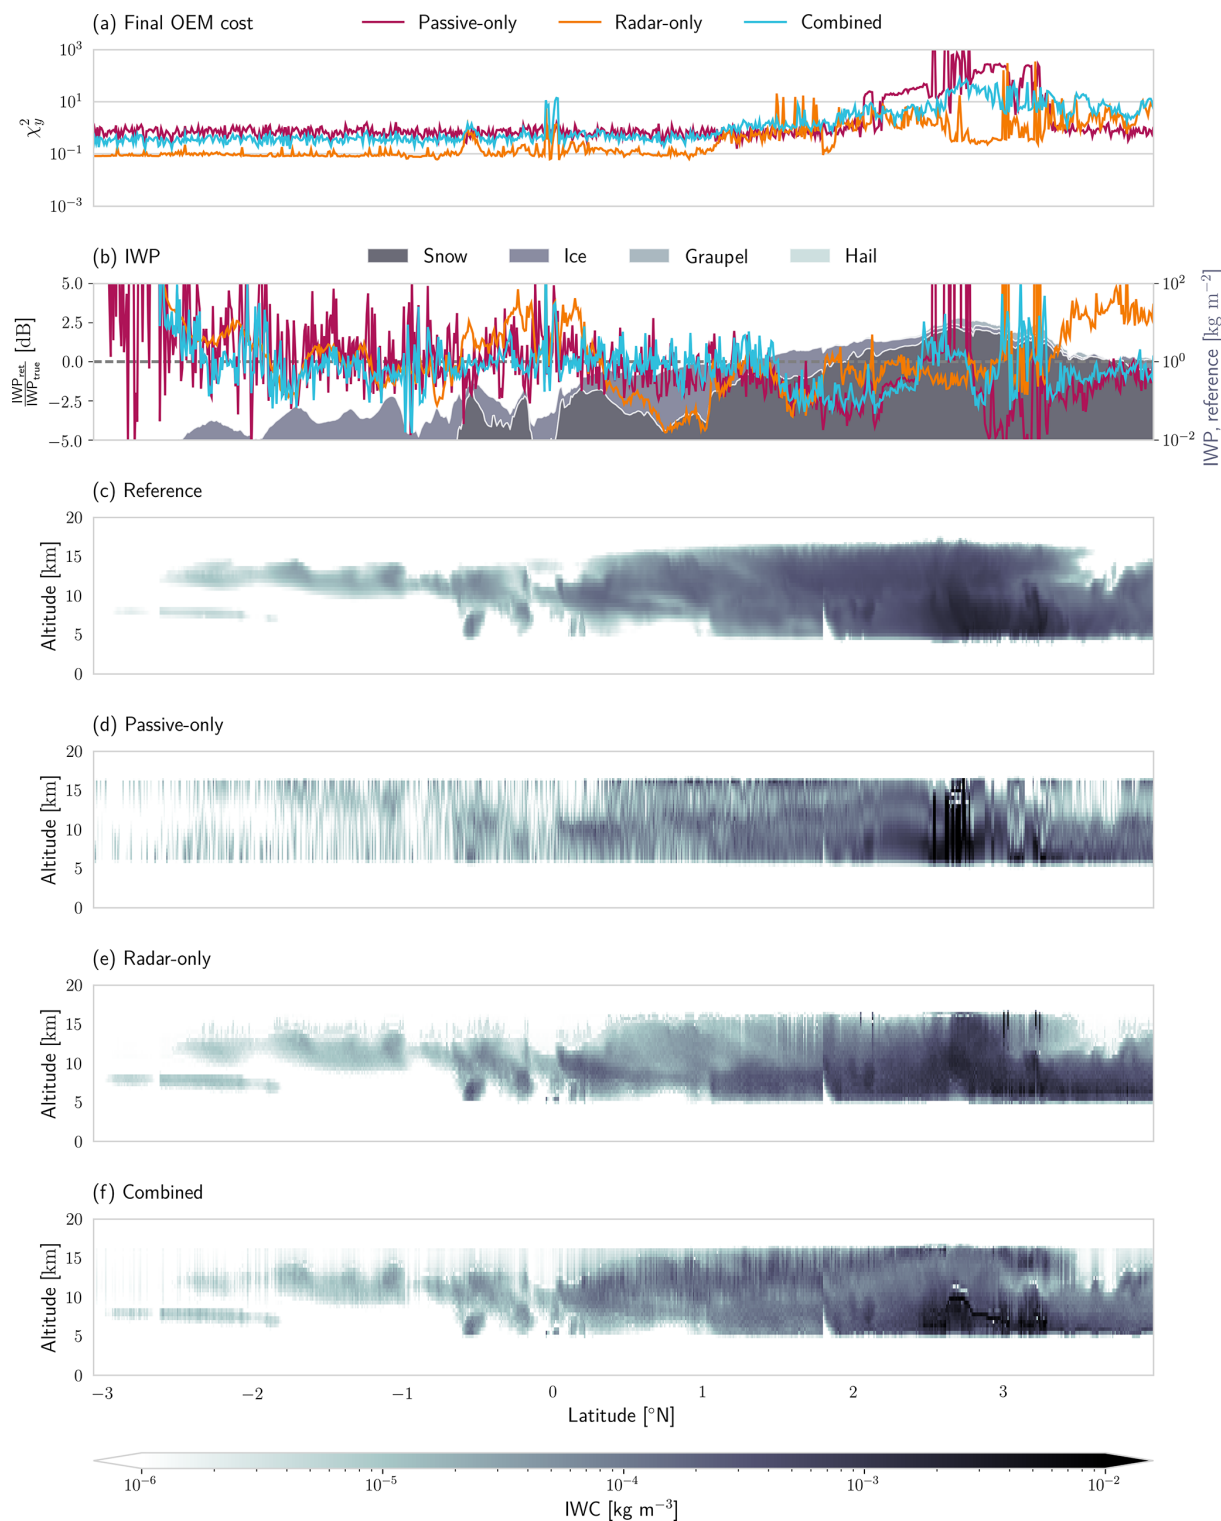 (a) Final OEM cost
Passive-only Radar-only Combined
10^3
10^1
10^−1
10^−3
χ_y^2
(b) IWP
Snow Ice Graupel Hail
5.0
2.5
0.0
−2.5
−5.0
IWP_ret. / IWP_true [dB]
10^2
10^0
10^−2
IWP, reference [kg m^−2]
(c) Reference
20
15
10
5
0
Altitude [km]
(d) Passive-only
20
15
10
5
0
Altitude [km]
(e) Radar-only
20
15
10
5
0
Altitude [km]
(f) Combined
20
15
10
5
0
Altitude [km]
−3 −2 −1 0 1 2 3
Latitude [°N]
10^−6 10^−5 10^−4 10^−3 10^−2
IWC [kg m^−3]